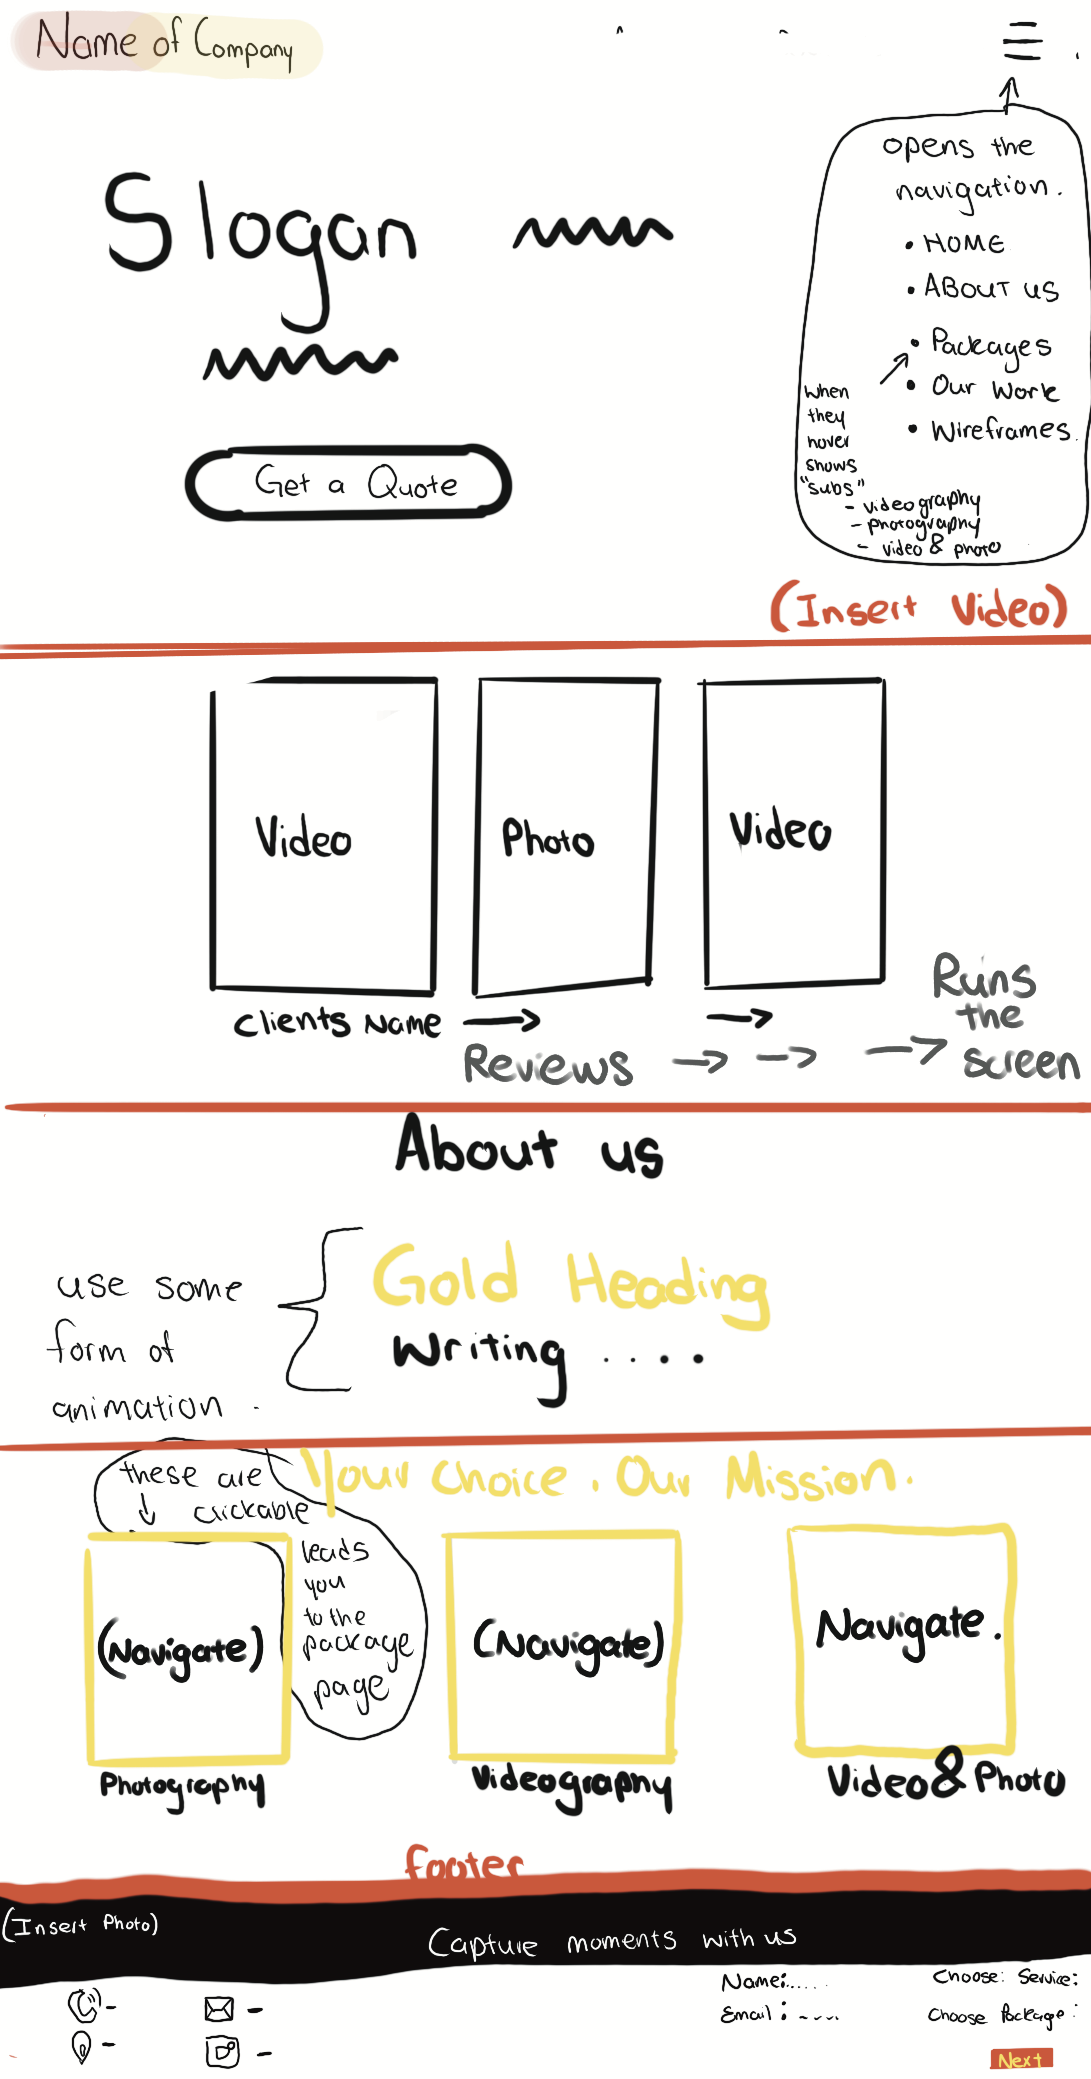 Name of Company
Slogan
Get a Quote
opens the
navigation.
• HOME
• ABOUT US
• Packages
• Our Work
• Wireframes.
when
they
hover
shows
"subs"
- videography
- photography
- video & photo
(Insert Video)
Video
Photo
Video
Clients Name
Reviews
Runs
the
screen
About us
use some
form of
animation.
Gold Heading
Writing ....
Your Choice. Our Mission.
these are
clickable
leads
you
to the
package
page
(Navigate)
(Navigate)
Navigate.
Photography
Videography
Video & Photo
footer
(Insert Photo)
Capture moments with us
Name:.....
Email: ----
Choose: Service:
Choose Package:
Next